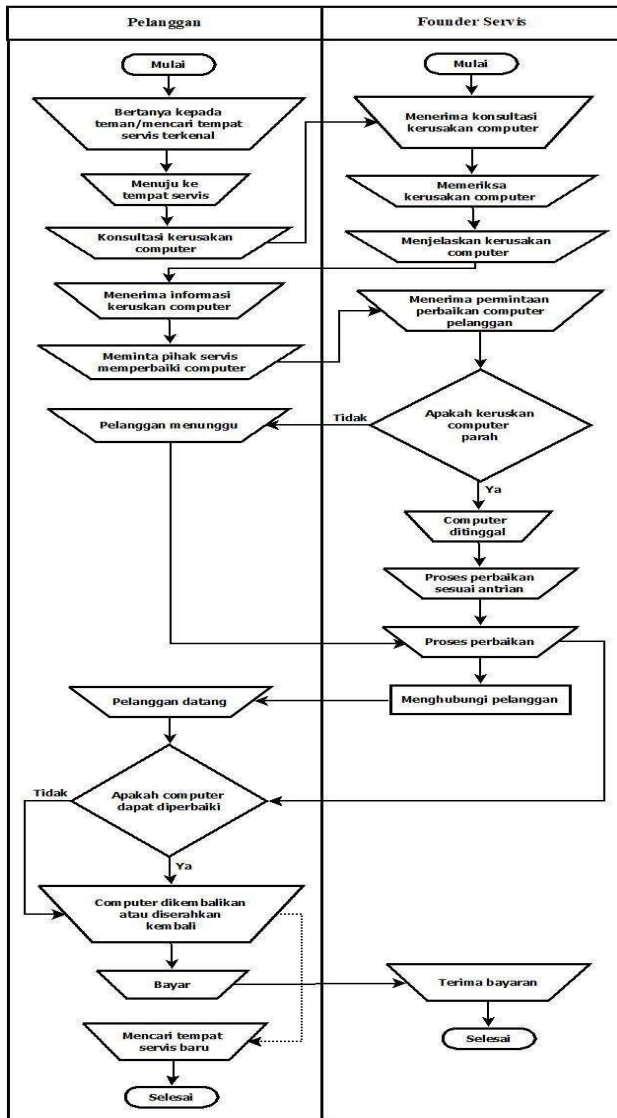 Pelanggan
Founder Servis
Mulai
Mulai
Bertanya kepada
teman/mencari tempat
servis terkenal
Menerima konsultasi
kerusakan computer
Menuju ke
tempat servis
Memeriksa
kerusakan computer
Konsultasi kerusakan
computer
Menjelaskan kerusakan
computer
Menerima informasi
keruskan computer
Menerima permintaan
perbaikan computer
pelanggan
Meminta pihak servis
memperbaiki computer
Pelanggan menunggu
Tidak
Apakah keruskan
computer
parah
Ya
Computer
ditinggal
Proses perbaikan
sesuai antrian
Proses perbaikan
Pelanggan datang
Menghubungi pelanggan
Tidak
Apakah computer
dapat diperbaiki
Ya
Computer dikembalikan
atau diserahkan
kembali
Bayar
Terima bayaran
Mencari tempat
servis baru
Selesai
Selesai